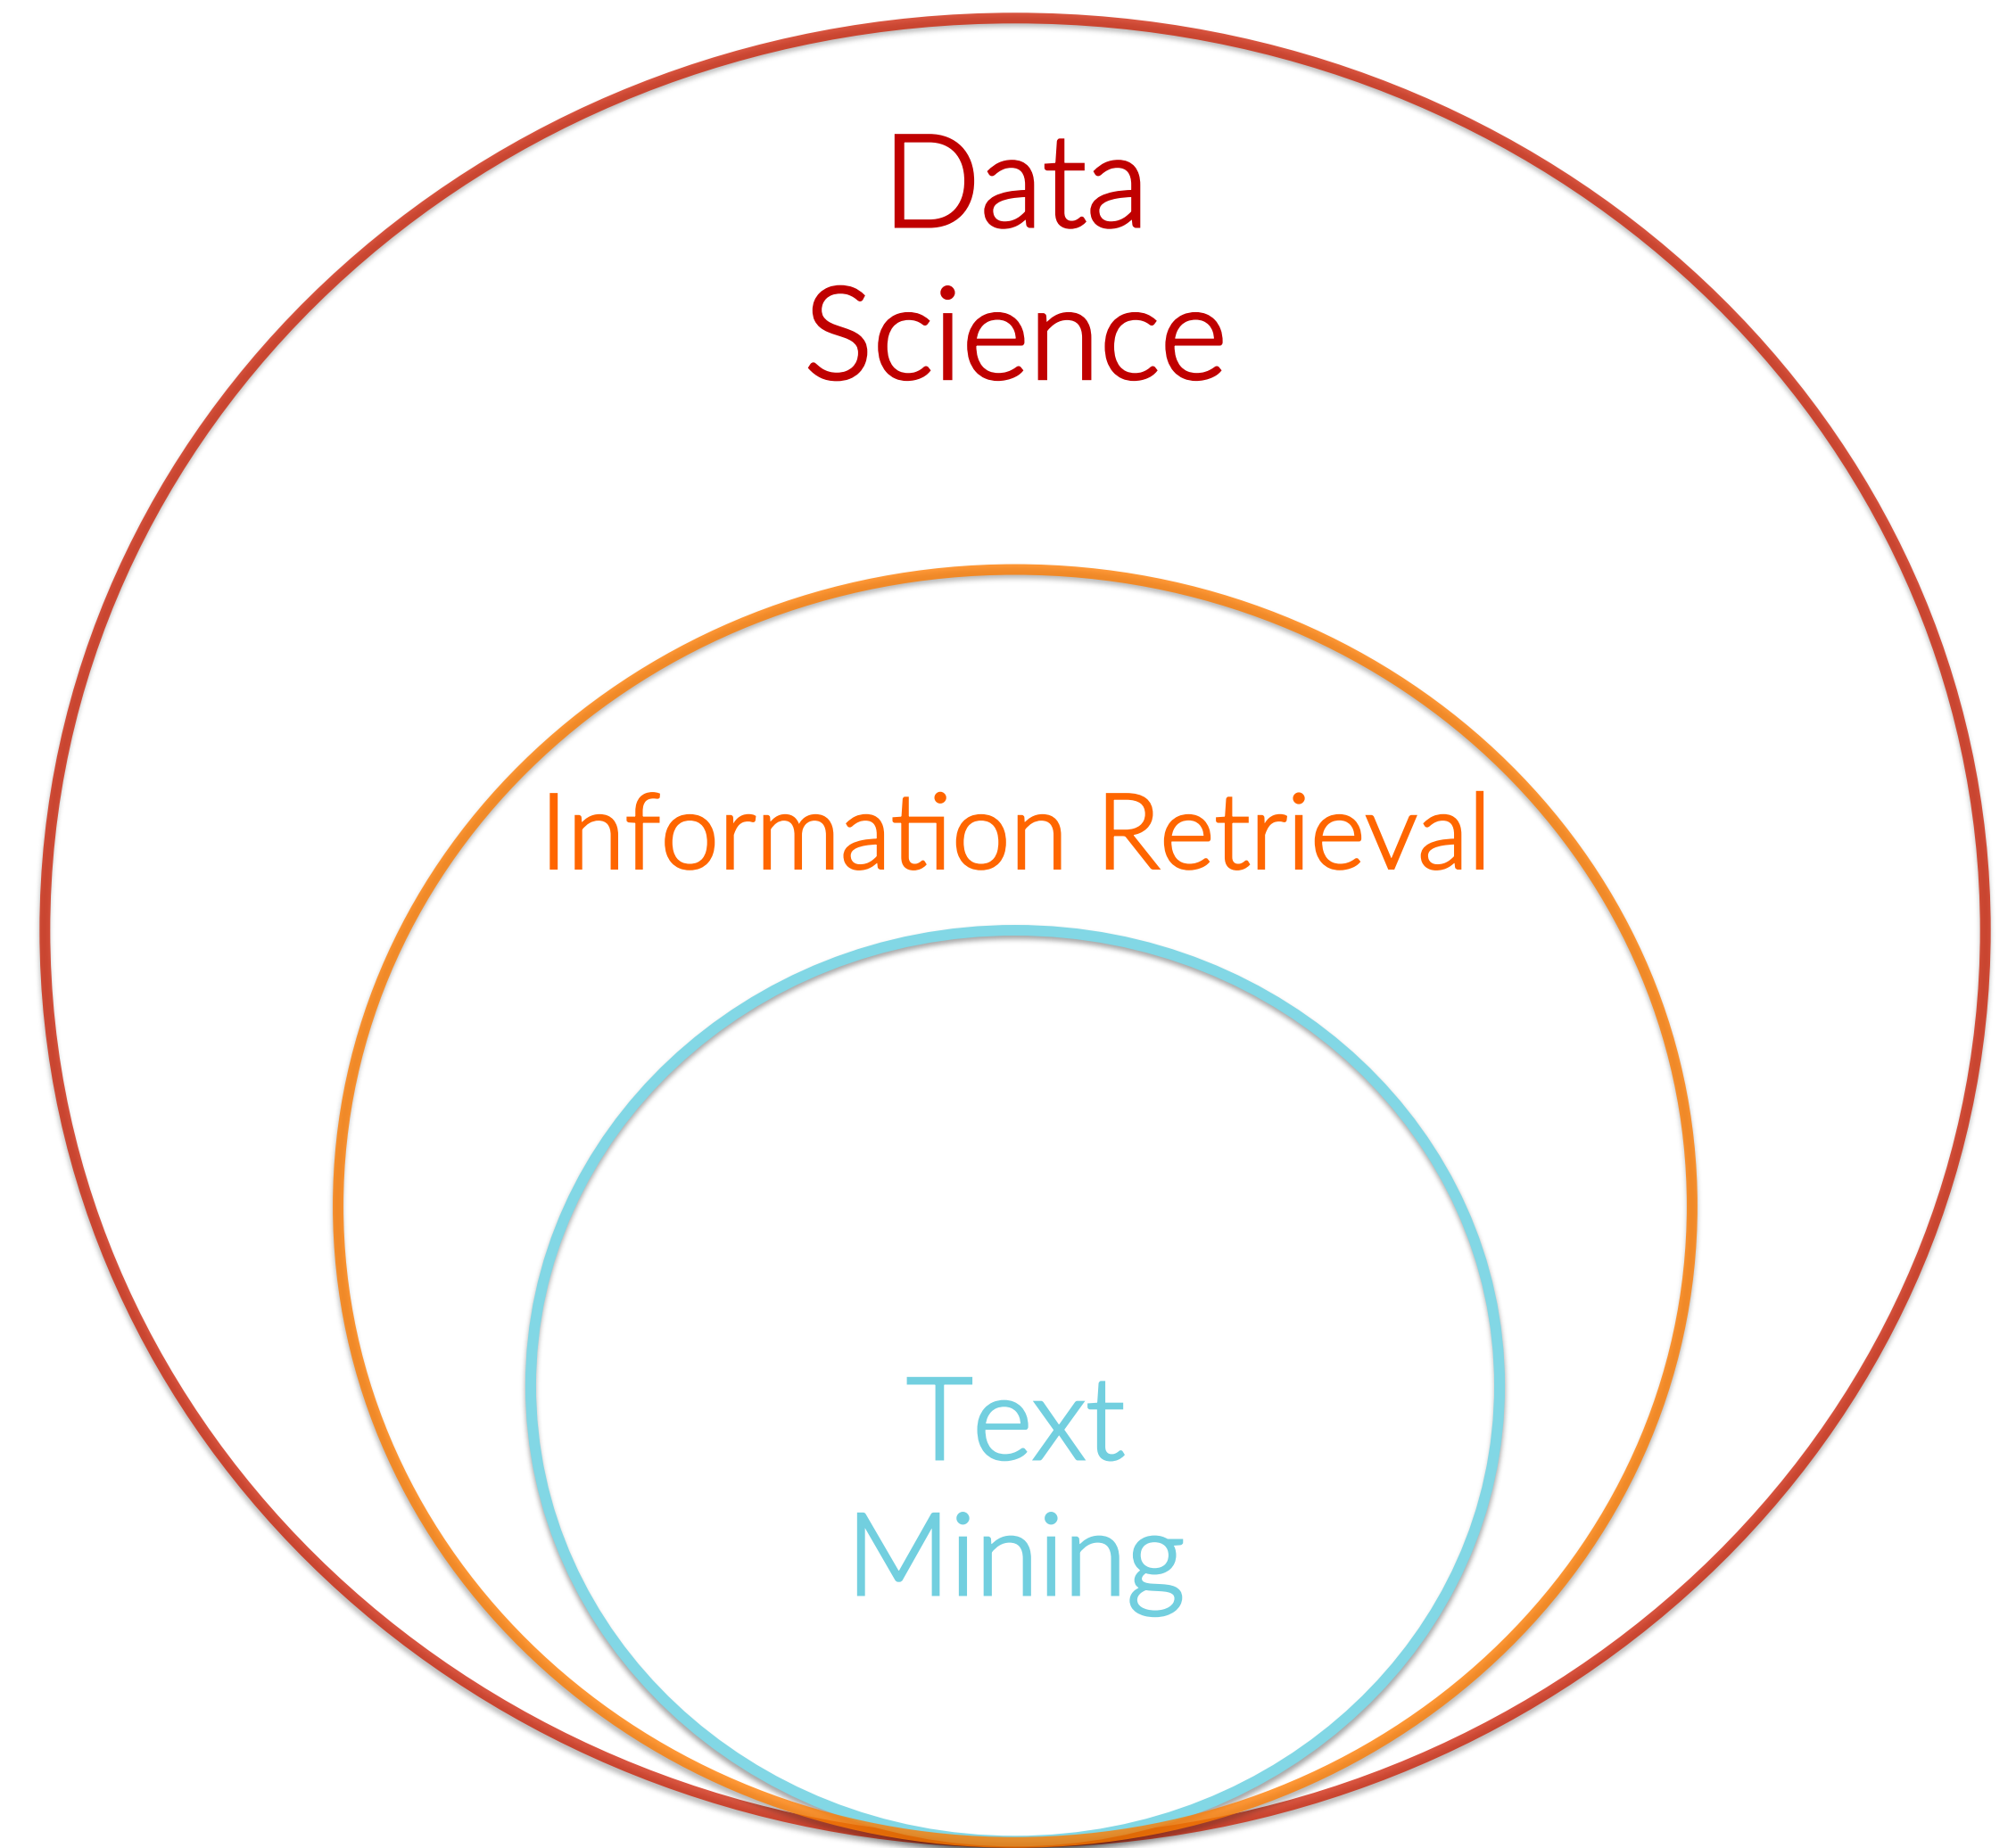 Data
Science
Information Retrieval
Text
Mining